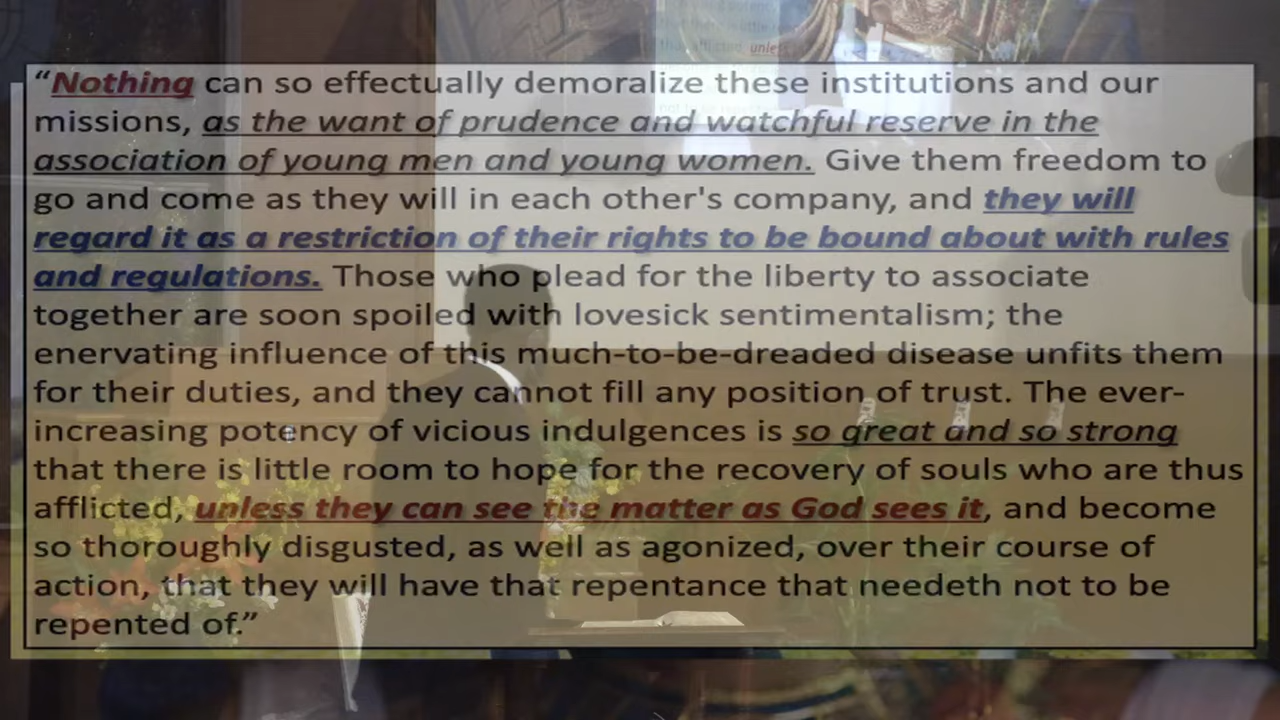 “Nothing can so effectually demoralize these institutions and our
missions, as the want of prudence and watchful reserve in the
association of young men and young women. Give them freedom to
go and come as they will in each other's company, and they will
regard it as a restriction of their rights to be bound about with rules
and regulations. Those who plead for the liberty to associate
together are soon spoiled with lovesick sentimentalism; the
enervating influence of this much-to-be-dreaded disease unfits them
for their duties, and they cannot fill any position of trust. The ever-
increasing potency of vicious indulgences is so great and so strong
that there is little room to hope for the recovery of souls who are thus
afflicted, unless they can see the matter as God sees it, and become
so thoroughly disgusted, as well as agonized, over their course of
action, that they will have that repentance that needeth not to be
repented of.”